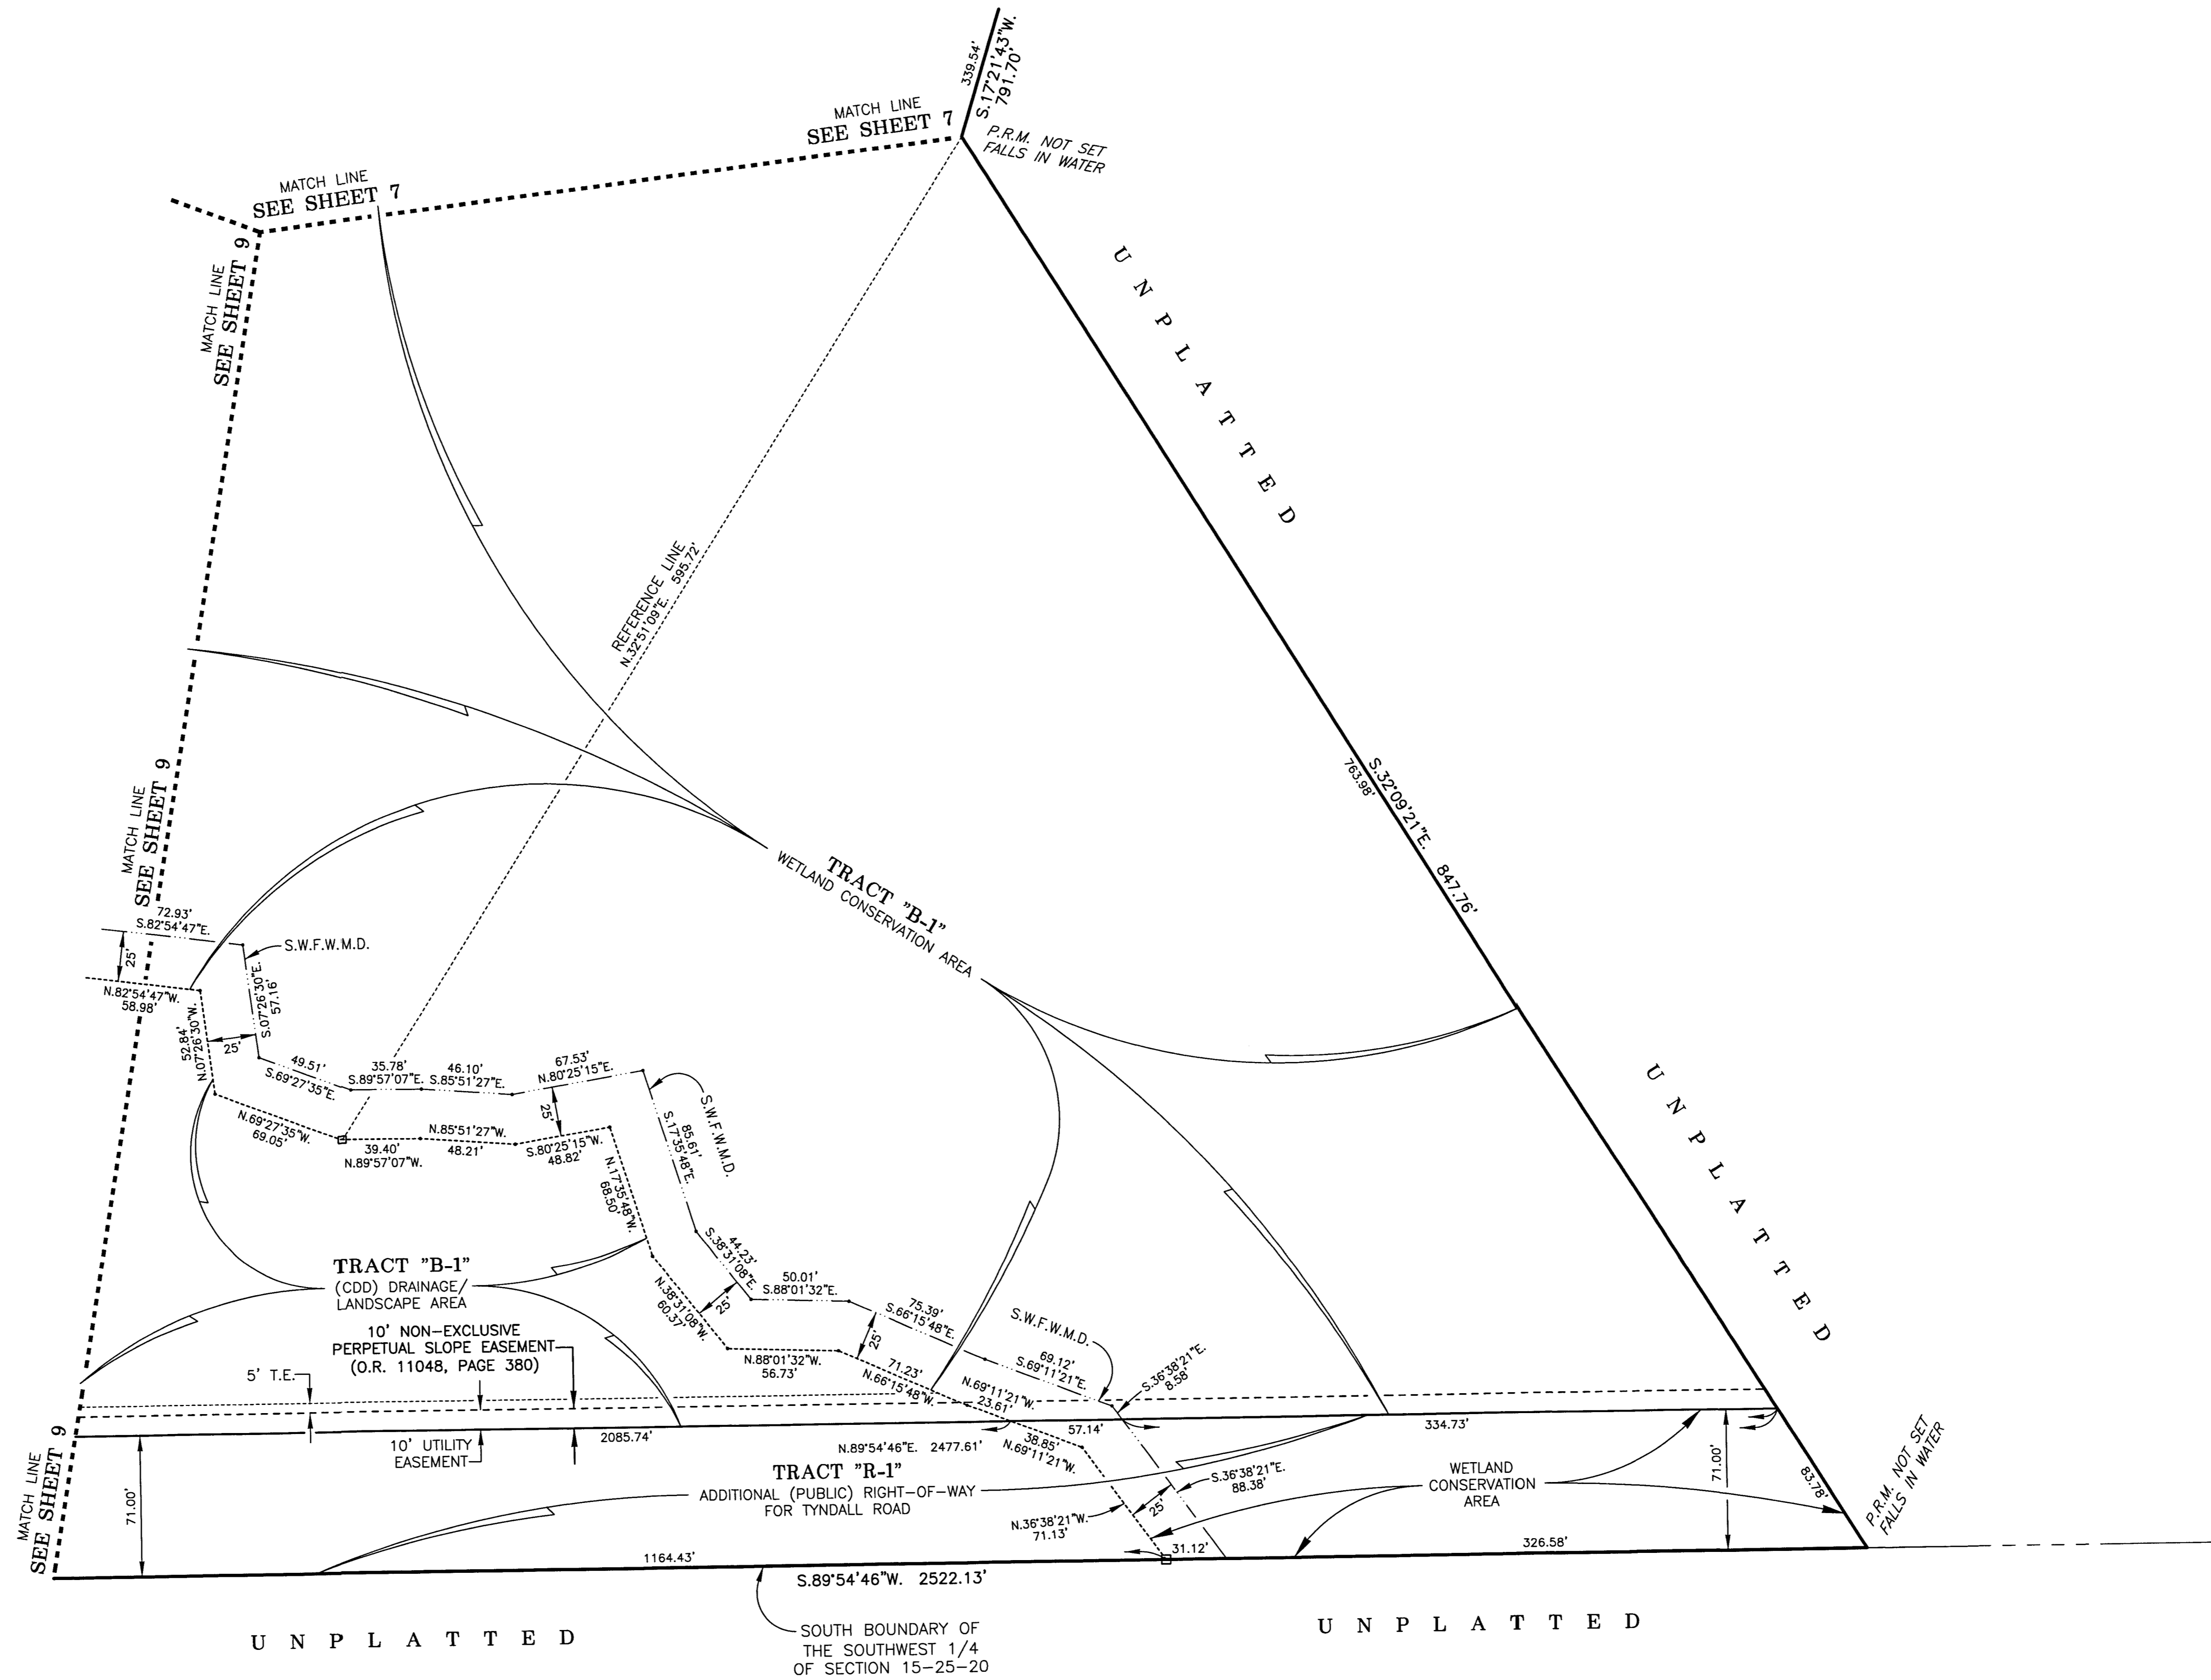 339.54'
S.17°21'43"W.
791.70'
MATCH LINE
SEE SHEET 7
P.R.M. NOT SET
FALLS IN WATER
MATCH LINE
SEE SHEET 7
MATCH LINE
SEE SHEET 9
UNPLATTED
REFERENCE LINE
N.32°51'09"E. 595.72'
S.32°09'21"E. 847.76'
763.98'
MATCH LINE
SEE SHEET 9
TRACT "B-1"
WETLAND CONSERVATION AREA
72.93'
S.82°54'47"E.
25'
S.W.F.W.M.D.
N.82°54'47"W.
58.98'
S.07°26'30"E.
57.16'
52.84'
N.07°26'30"W.
25'
49.51'
S.69°27'35"E.
35.78'
S.89°57'07"E.
46.10'
S.85°51'27"E.
67.53'
N.80°25'15"E.
25'
S.W.F.W.M.D.
85.61'
S.17°35'48"E.
N.69°27'35"W.
69.05'
39.40'
N.89°57'07"W.
N.85°51'27"W.
48.21'
S.80°25'15"W.
48.82'
N.17°35'48"W.
68.50'
UNPLATTED
44.23'
S.38°31'08"E.
25'
N.38°31'08"W.
60.37'
50.01'
S.88°01'32"E.
N.88°01'32"W.
56.73'
75.39'
S.66°15'48"E.
25'
71.23'
N.66°15'48"W.
S.W.F.W.M.D.
69.12'
S.69°11'21"E.
S.36°38'21"E.
8.58'
N.69°11'21"W.
23.61'
TRACT "B-1"
(CDD) DRAINAGE/
LANDSCAPE AREA
10' NON-EXCLUSIVE
PERPETUAL SLOPE EASEMENT
(O.R. 11048, PAGE 380)
5' T.E.
10' UTILITY
EASEMENT
2085.74'
57.14'
334.73'
N.89°54'46"E. 2477.61'
38.85'
N.69°11'21"W.
MATCH LINE
SEE SHEET 9
71.00'
TRACT "R-1"
ADDITIONAL (PUBLIC) RIGHT-OF-WAY
FOR TYNDALL ROAD
S.36°38'21"E.
88.38'
25'
N.36°38'21"W.
71.13'
WETLAND
CONSERVATION
AREA
71.00'
83.78'
P.R.M. NOT SET
FALLS IN WATER
1164.43'
31.12'
326.58'
S.89°54'46"W. 2522.13'
UNPLATTED
SOUTH BOUNDARY OF
THE SOUTHWEST 1/4
OF SECTION 15-25-20
UNPLATTED